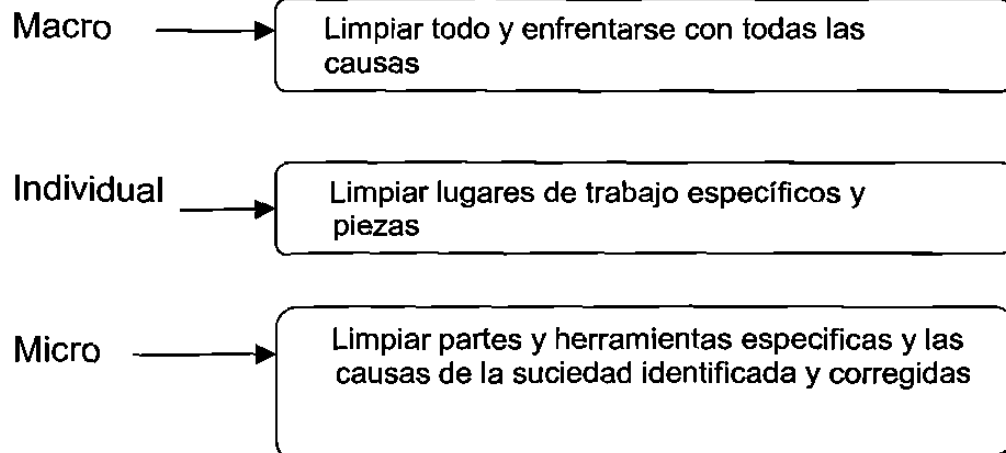 Macro
Limpiar todo y enfrentarse con todas las
causas
Individual
Limpiar lugares de trabajo específicos y
piezas
Micro
Limpiar partes y herramientas especificas y las
causas de la suciedad identificada y corregidas